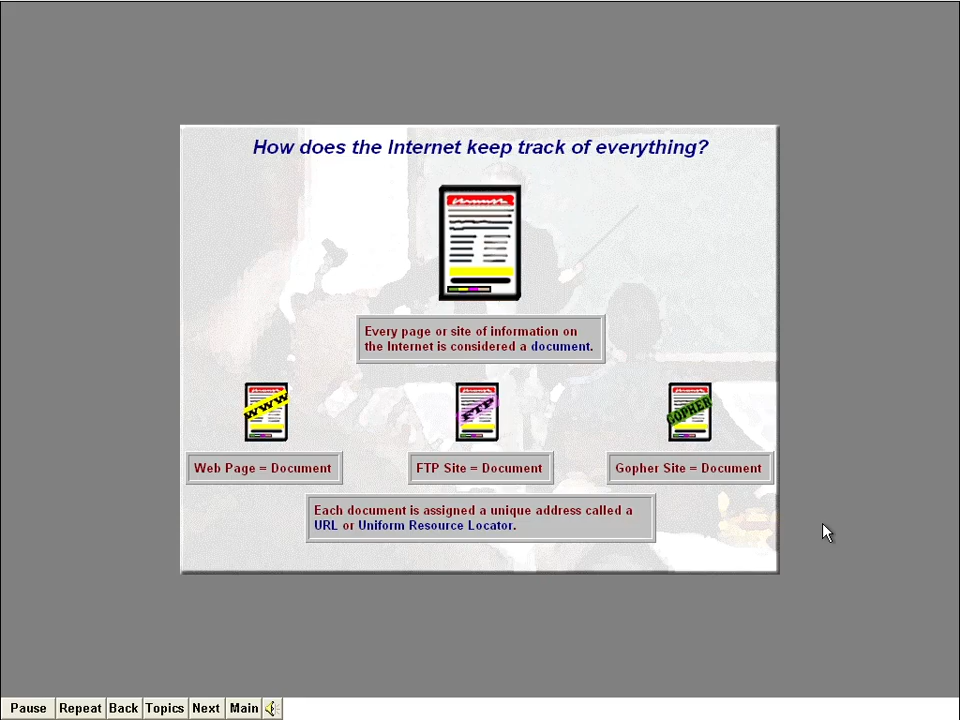 How does the Internet keep track of everything?
Every page or site of information on
the Internet is considered a document.
WWW
FTP
GOPHER
Web Page = Document
FTP Site = Document
Gopher Site = Document
Each document is assigned a unique address called a
URL or Uniform Resource Locator.
Pause Repeat Back Topics Next Main